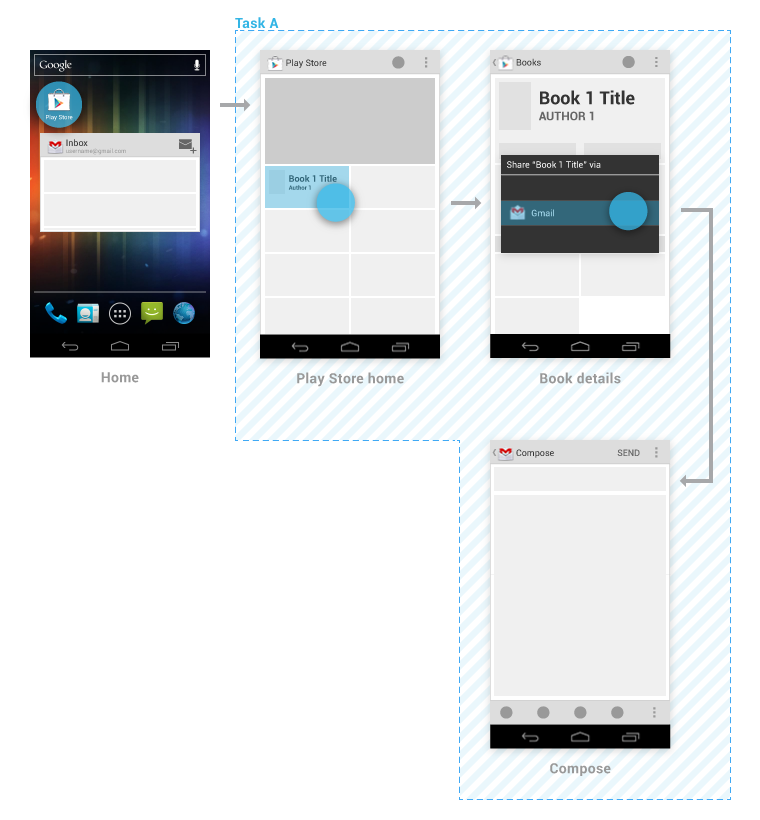 Task A
Google
Play Store
Inbox
username@gmail.com
Home
Play Store
Book 1 Title
Author 1
Play Store home
Books
Book 1 Title
AUTHOR 1
Share "Book 1 Title" via
Gmail
Book details
Compose
SEND
Compose